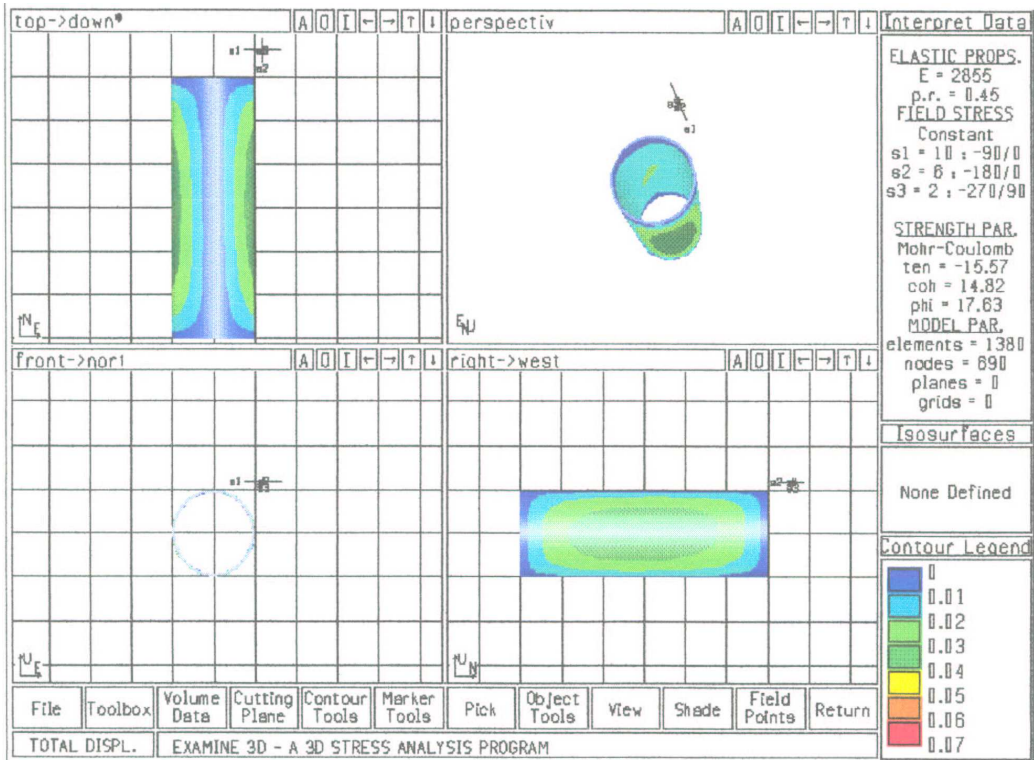 top->down* A O I ← → ↑ ↓
perspectiv A O I ← → ↑ ↓
Interpret Data
ELASTIC PROPS.
E = 2855
p.r. = 0.45
FIELD STRESS
Constant
s1 = 10 : -90/0
s2 = 6 : -180/0
s3 = 2 : -270/90
STRENGTH PAR.
Mohr-Coulomb
ten = -15.57
coh = 14.82
phi = 17.63
MODEL PAR.
elements = 1380
nodes = 690
planes = 0
grids = 0
s1
s2
s1
N E
front->nort A O I ← → ↑ ↓
right->west A O I ← → ↑ ↓
Isosurfaces
None Defined
s1
s3
s2
s3
U E
U N
Contour Legend
0
0.01
0.02
0.03
0.04
0.05
0.06
0.07
File Toolbox Volume Data Cutting Plane Contour Tools Marker Tools Pick Object Tools View Shade Field Points Return
TOTAL DISPL. EXAMINE 3D - A 3D STRESS ANALYSIS PROGRAM